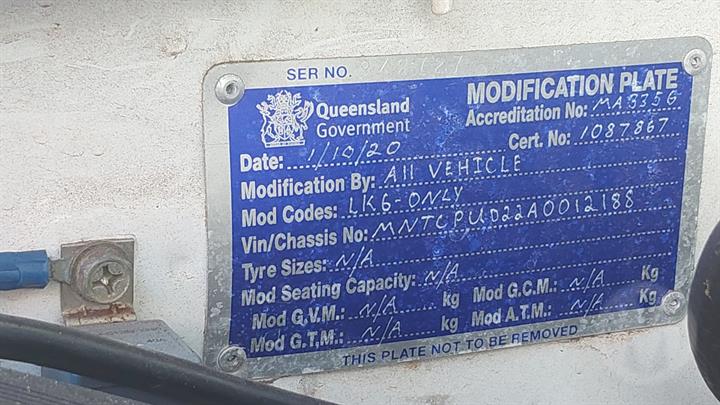 SER NO.
MODIFICATION PLATE
Queensland Government
Accreditation No: MA3356
Cert. No: 1087867
Date: 1/10/20
Modification By: All VEHICLE
Mod Codes: LK6-ONLY
Vin/Chassis No: MNTCPUD22A0012188
Tyre Sizes: N/A
Mod Seating Capacity: N/A
Mod G.V.M.: N/A kg Mod G.C.M.: N/A Kg
Mod G.T.M.: N/A kg Mod A.T.M.: N/A Kg
THIS PLATE NOT TO BE REMOVED